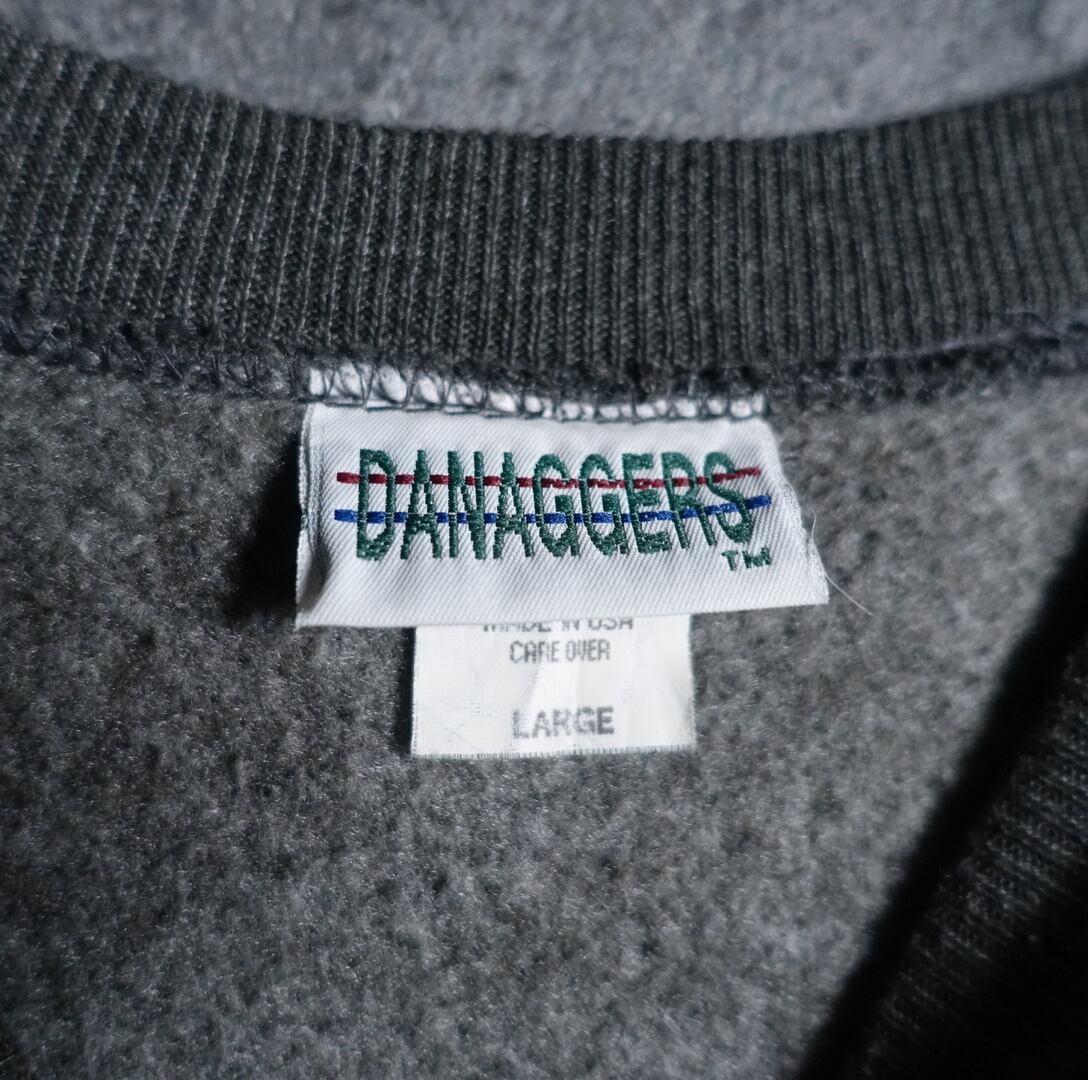 DANAGGERS
TM
MADE IN USA
CARE OVER
LARGE